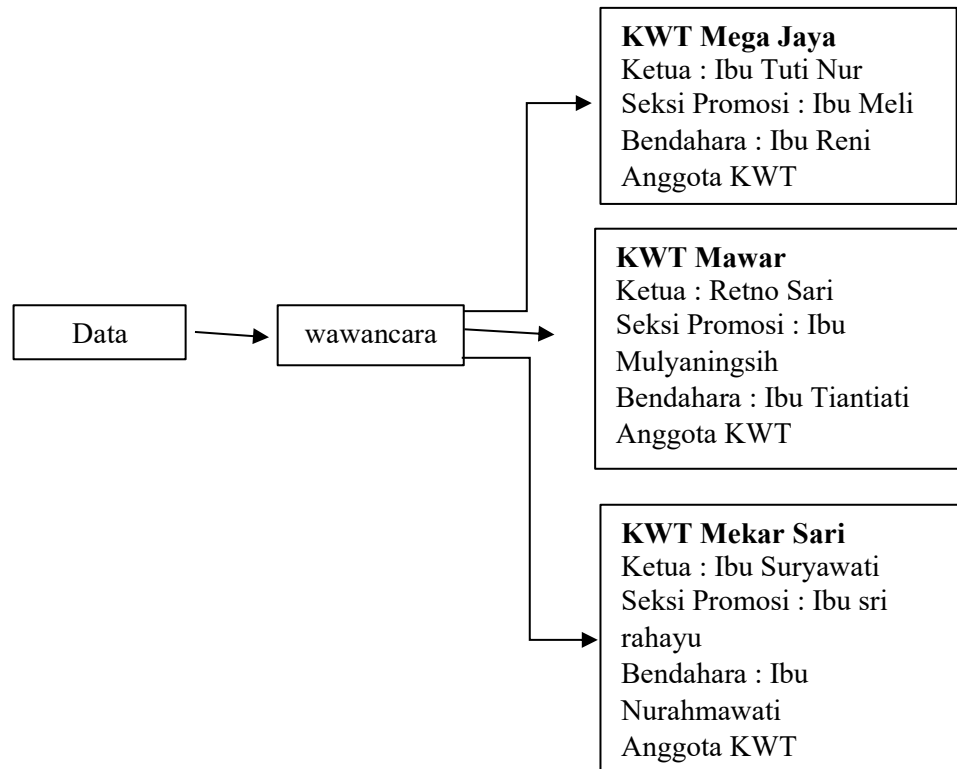 Data
wawancara
KWT Mega Jaya
Ketua : Ibu Tuti Nur
Seksi Promosi : Ibu Meli
Bendahara : Ibu Reni
Anggota KWT
KWT Mawar
Ketua : Retno Sari
Seksi Promosi : Ibu
Mulyaningsih
Bendahara : Ibu Tiantiati
Anggota KWT
KWT Mekar Sari
Ketua : Ibu Suryawati
Seksi Promosi : Ibu sri
rahayu
Bendahara : Ibu
Nurahmawati
Anggota KWT